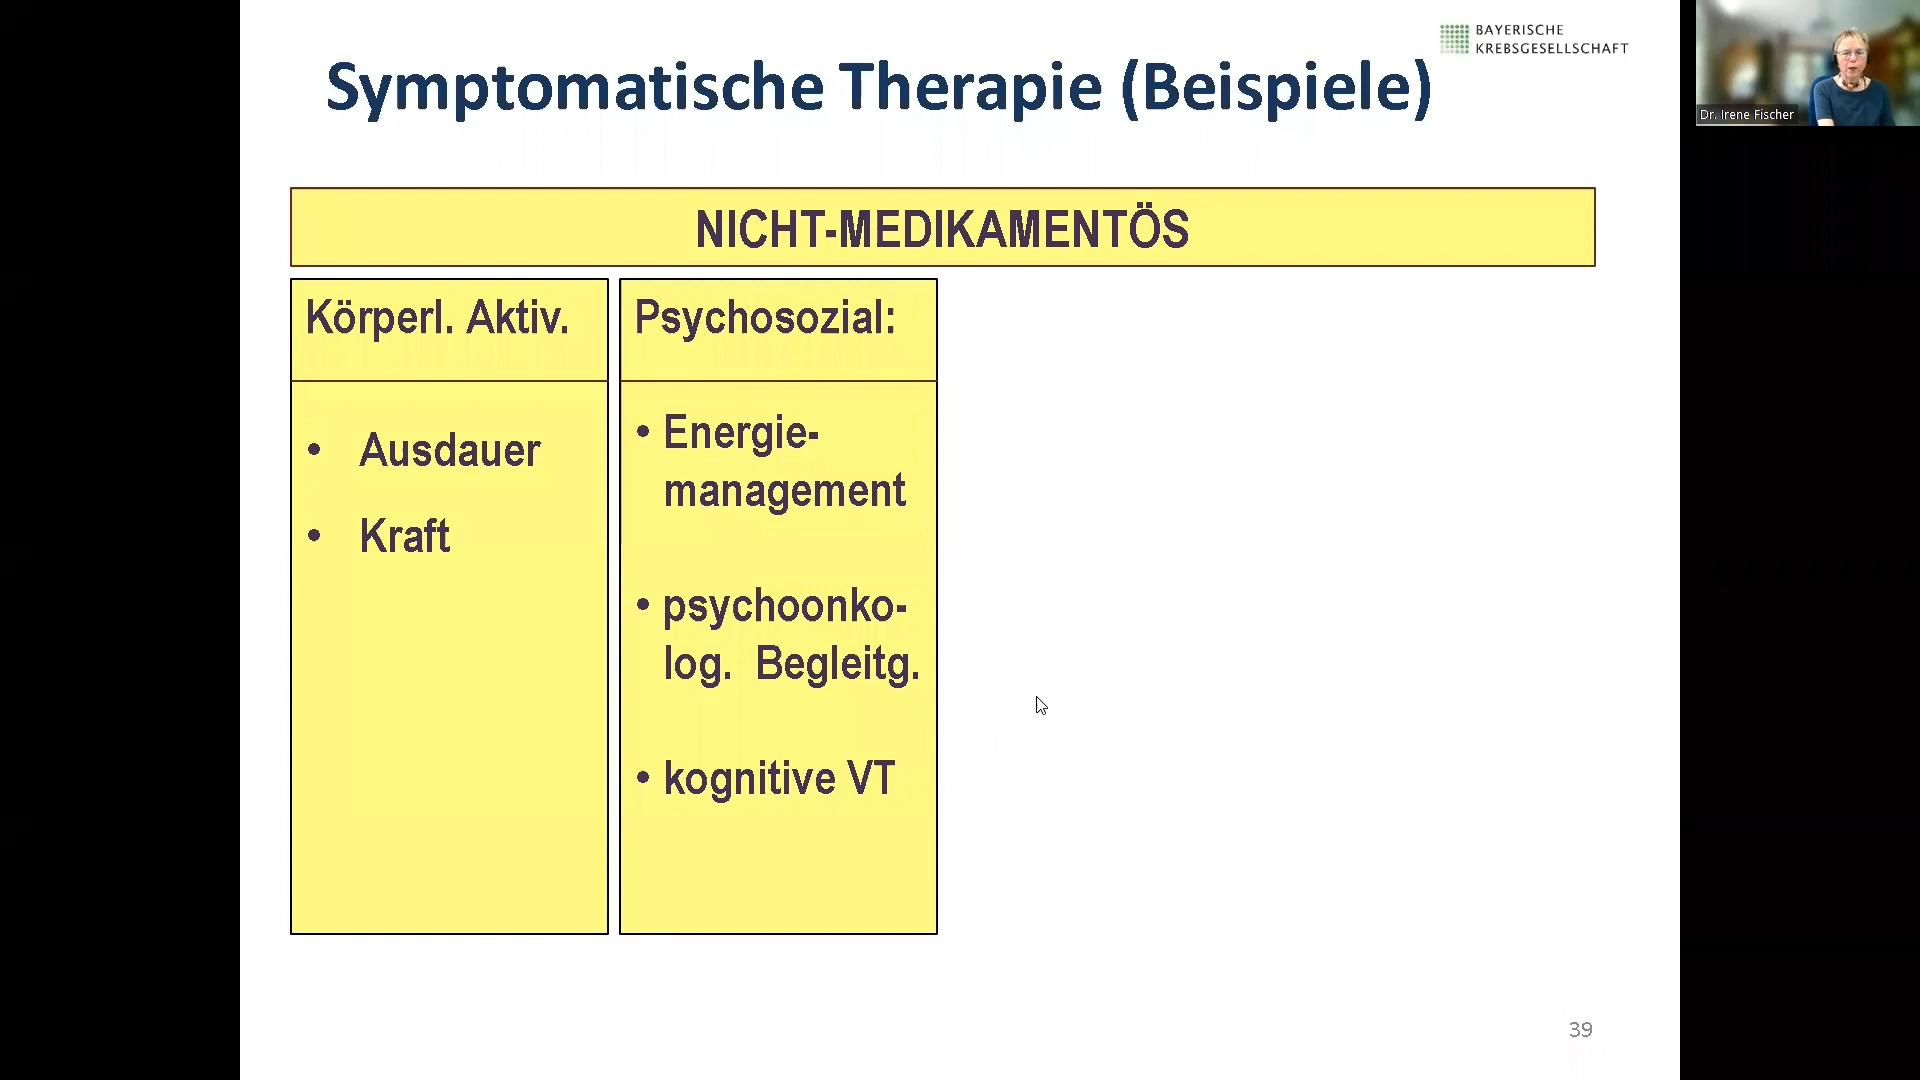 BAYERISCHE
KREBSGESELLSCHAFT
Symptomatische Therapie (Beispiele)
Dr. Irene Fischer
NICHT-MEDIKAMENTÖS
Körperl. Aktiv.
• Ausdauer
• Kraft
Psychosozial:
• Energie-
management
• psychoonko-
log. Begleitg.
• kognitive VT
39